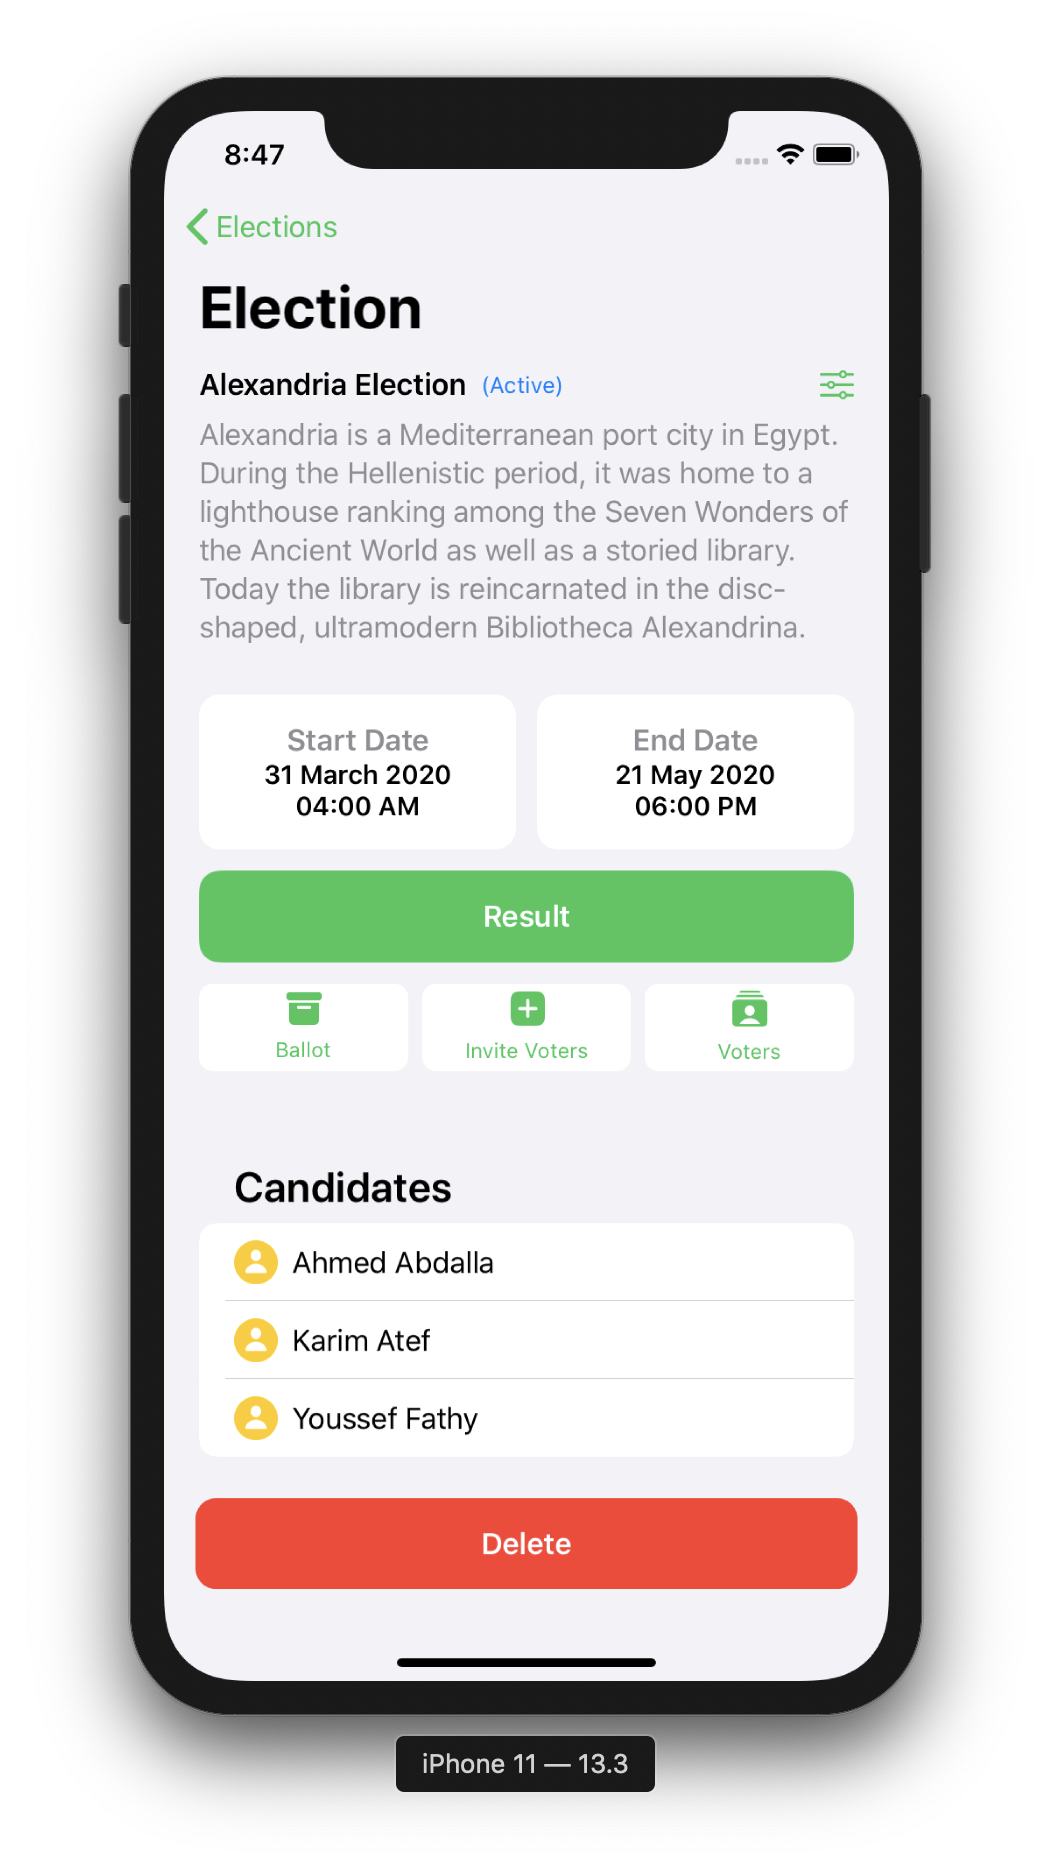 8:47
Elections
Election
Alexandria Election (Active)
Alexandria is a Mediterranean port city in Egypt.
During the Hellenistic period, it was home to a
lighthouse ranking among the Seven Wonders of
the Ancient World as well as a storied library.
Today the library is reincarnated in the disc-
shaped, ultramodern Bibliotheca Alexandrina.
Start Date
31 March 2020
04:00 AM
End Date
21 May 2020
06:00 PM
Result
Ballot
Invite Voters
Voters
Candidates
Ahmed Abdalla
Karim Atef
Youssef Fathy
Delete
iPhone 11 — 13.3